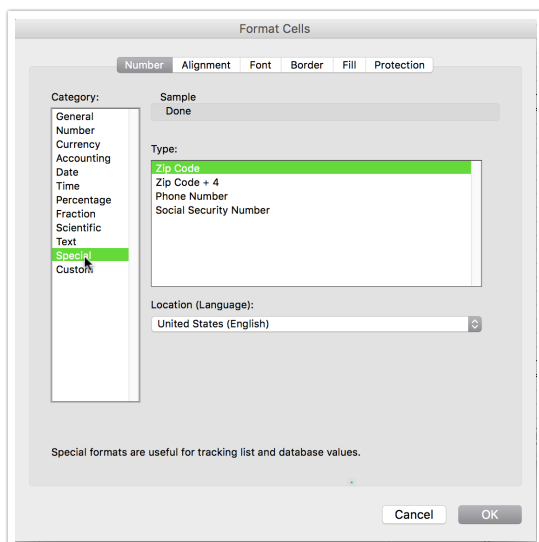 Format Cells
Number Alignment Font Border Fill Protection
Category:
General
Number
Currency
Accounting
Date
Time
Percentage
Fraction
Scientific
Text
Special
Custom
Sample
Done
Type:
Zip Code
Zip Code + 4
Phone Number
Social Security Number
Location (Language):
United States (English)
Special formats are useful for tracking list and database values.
Cancel OK